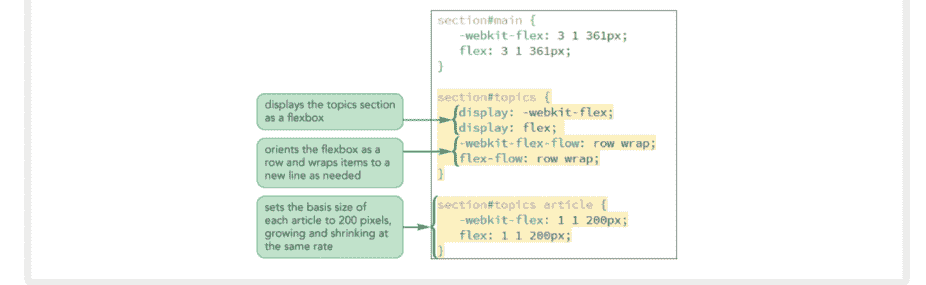 section#main {
-webkit-flex: 3 1 361px;
flex: 3 1 361px;
}
displays the topics section
as a flexbox
orients the flexbox as a
row and wraps items to a
new line as needed
section#topics {
display: -webkit-flex;
display: flex;
-webkit-flex-flow: row wrap;
flex-flow: row wrap;
}
sets the basis size of
each article to 200 pixels,
growing and shrinking at
the same rate
section#topics article {
-webkit-flex: 1 1 200px;
flex: 1 1 200px;
}